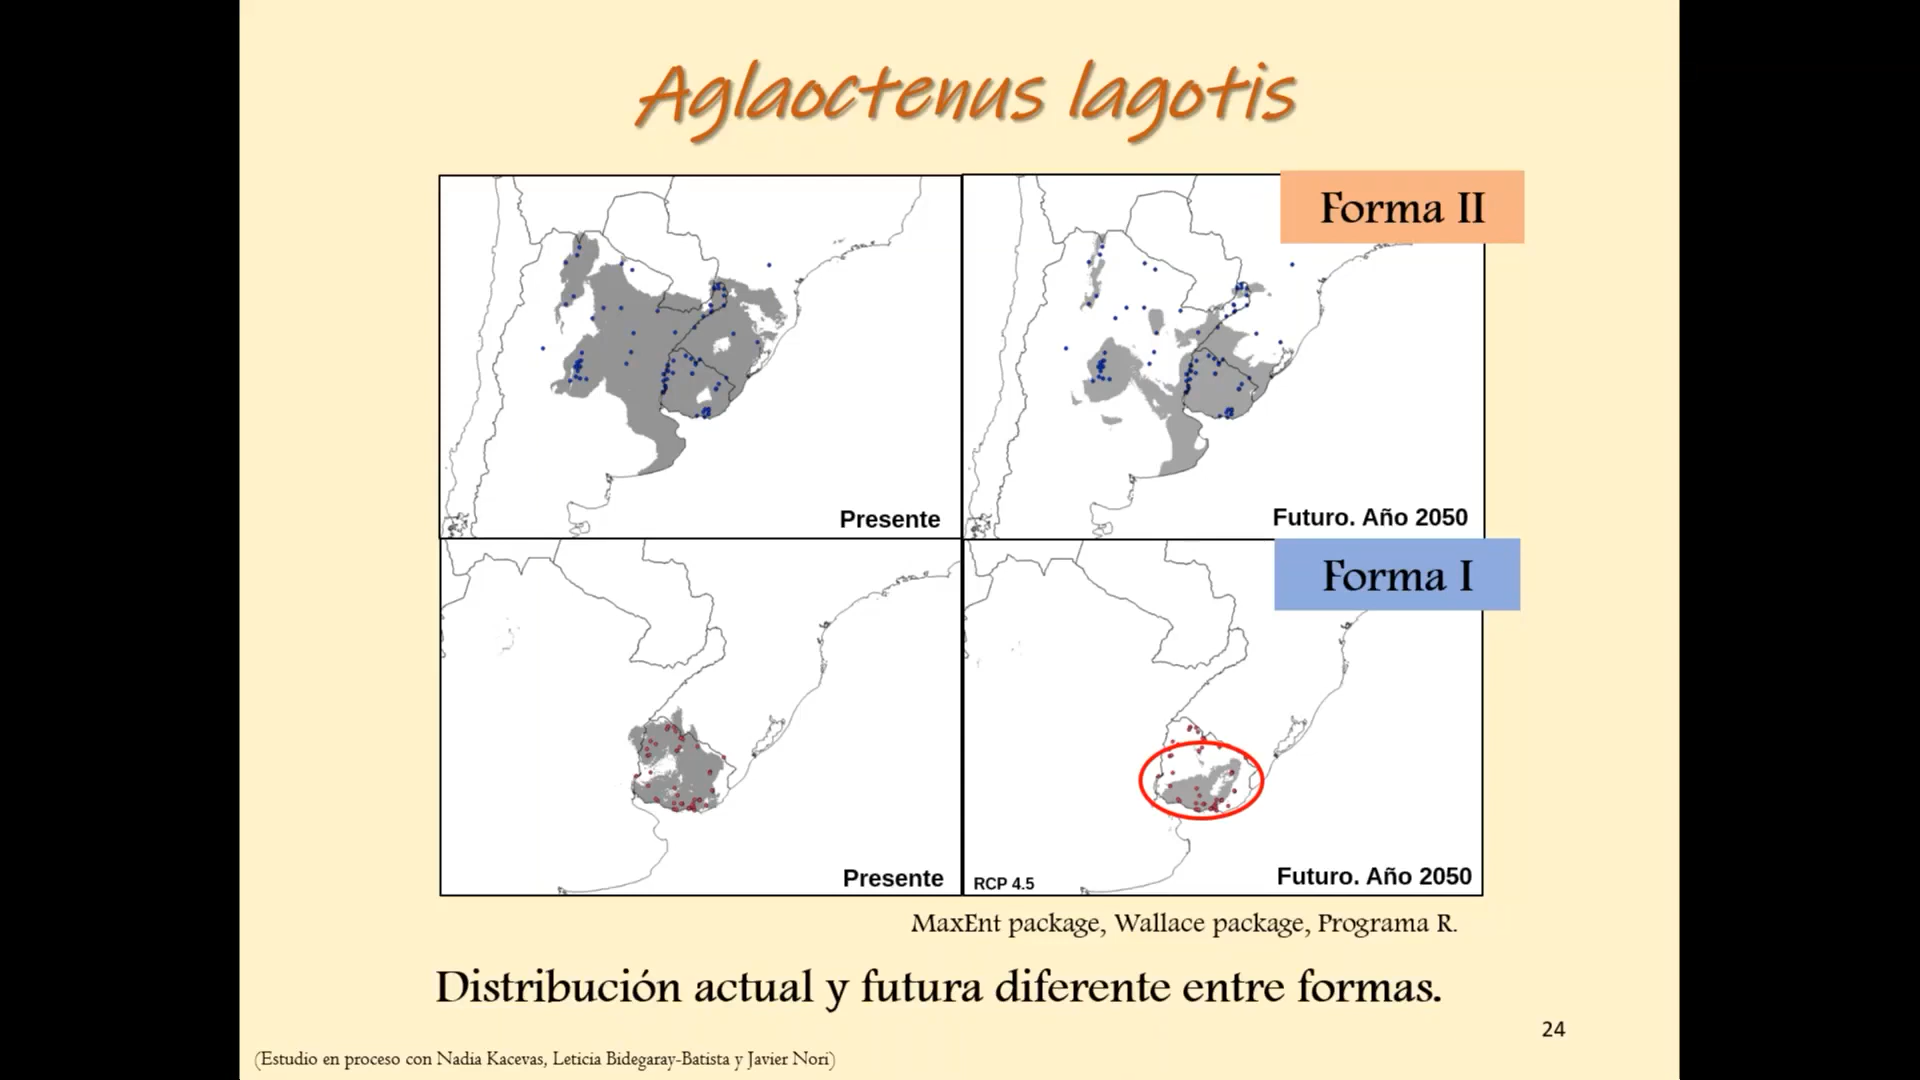 Aglaoctenus lagotis
Forma II
Presente
Futuro. Año 2050
Forma I
Presente
RCP 4.5
Futuro. Año 2050
MaxEnt package, Wallace package, Programa R.
Distribución actual y futura diferente entre formas.
24
(Estudio en proceso con Nadia Kacevas, Leticia Bidegaray-Batista y Javier Nori)